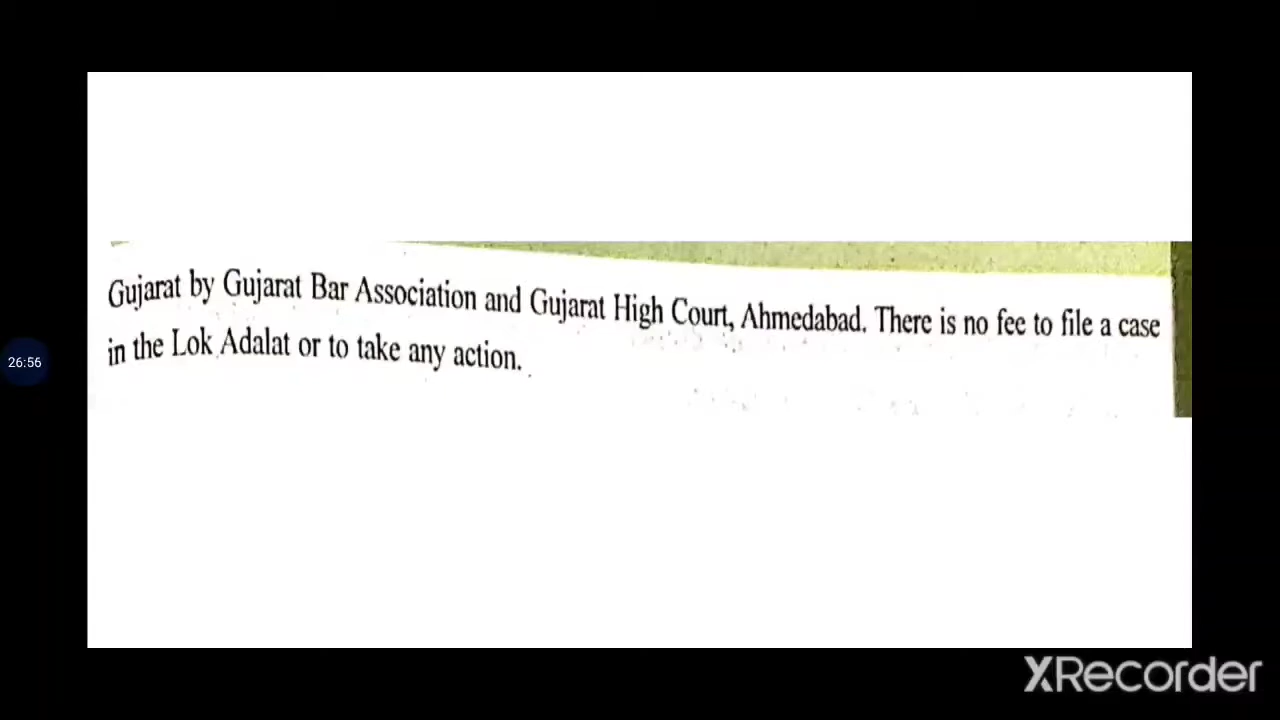 Gujarat by Gujarat Bar Association and Gujarat High Court, Ahmedabad. There is no fee to file a case
in the Lok Adalat or to take any action.
26:56
XRecorder